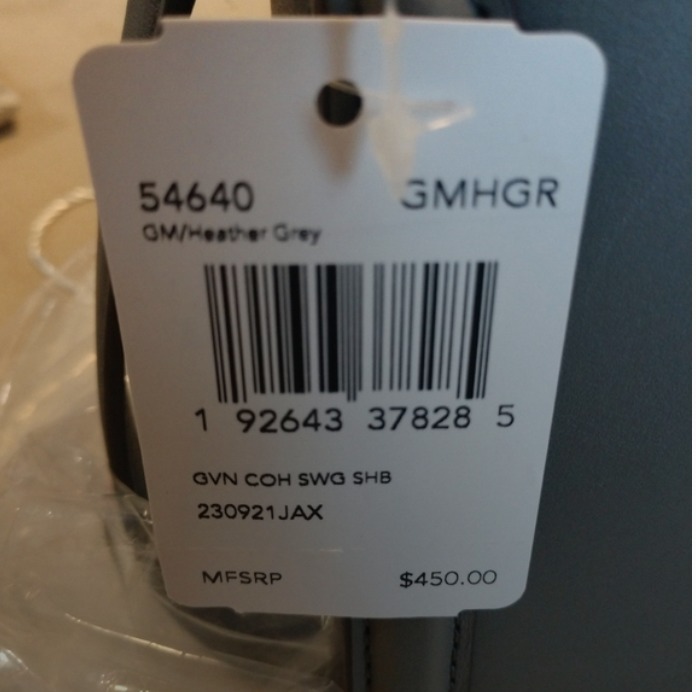 54640 GMHGR
GM/Heather Grey
1 92643 37828 5
GVN COH SWG SHB
230921JAX
MFSRP $450.00